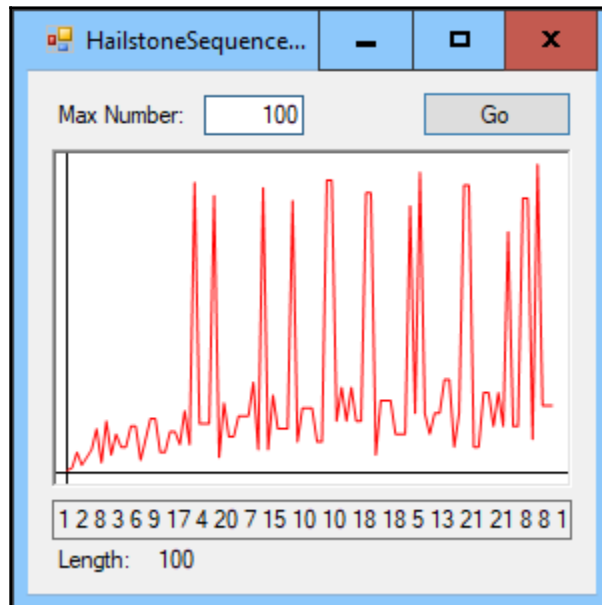 HailstoneSequence...
Max Number: 100 Go
1 2 8 3 6 9 17 4 20 7 15 10 10 18 18 5 13 21 21 8 8 1
Length: 100